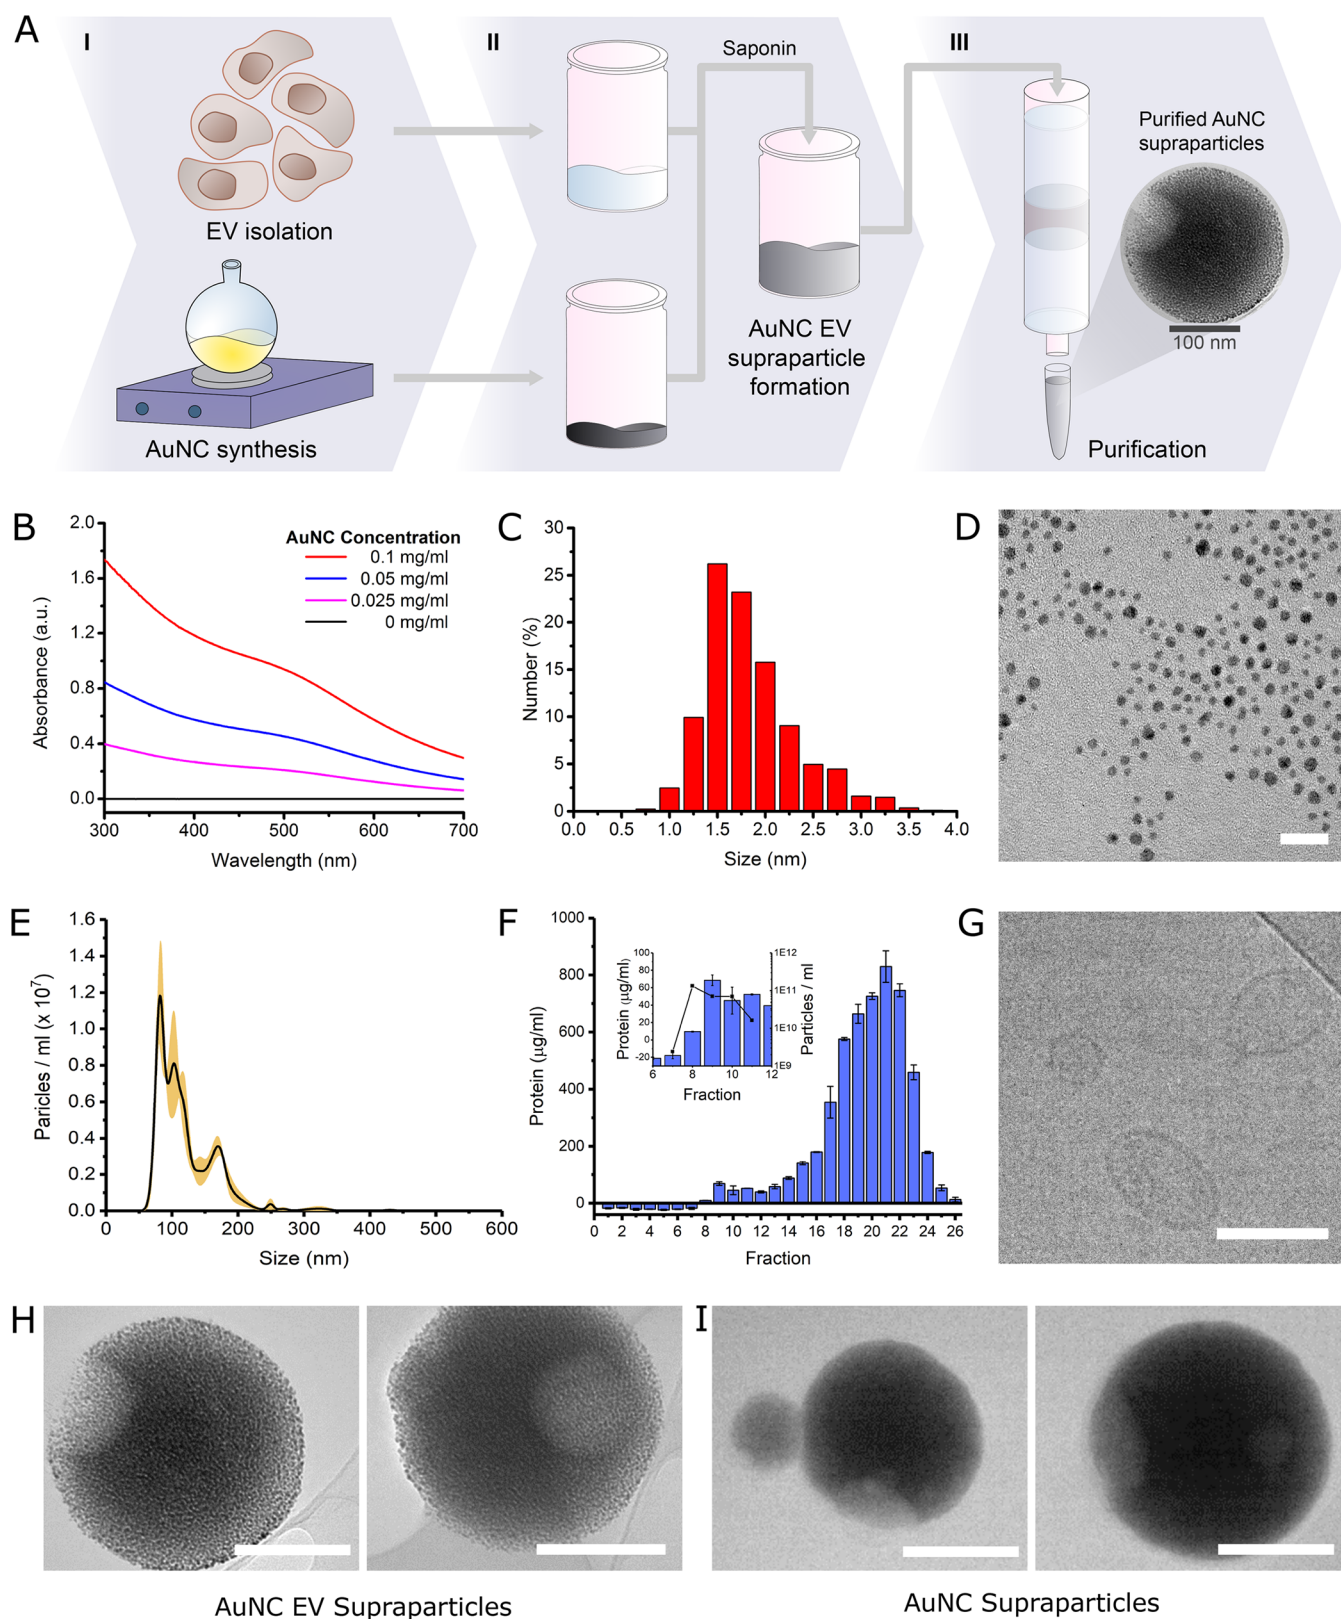 A
I
II
III
Saponin
Purified AuNC
supraparticles
100 nm
EV isolation
AuNC synthesis
AuNC EV
supraparticle
formation
Purification
B
2.0
1.6
1.2
0.8
0.4
0.0
Absorbance (a.u.)
AuNC Concentration
0.1 mg/ml
0.05 mg/ml
0.025 mg/ml
0 mg/ml
300 400 500 600 700
Wavelength (nm)
C
30
25
20
15
10
5
0
Number (%)
0.0 0.5 1.0 1.5 2.0 2.5 3.0 3.5 4.0
Size (nm)
D
E
1.6
1.4
1.2
1.0
0.8
0.6
0.4
0.2
0.0
Paricles / ml (x 10⁷)
0 100 200 300 400 500 600
Size (nm)
F
1000
800
600
400
200
0
Protein (µg/ml)
100
80
60
40
20
0
-20
Protein (µg/ml)
1E12
1E11
1E10
1E9
Particles / ml
6 8 10 12
Fraction
0 2 4 6 8 10 12 14 16 18 20 22 24 26
Fraction
G
H
AuNC EV Supraparticles
I
AuNC Supraparticles